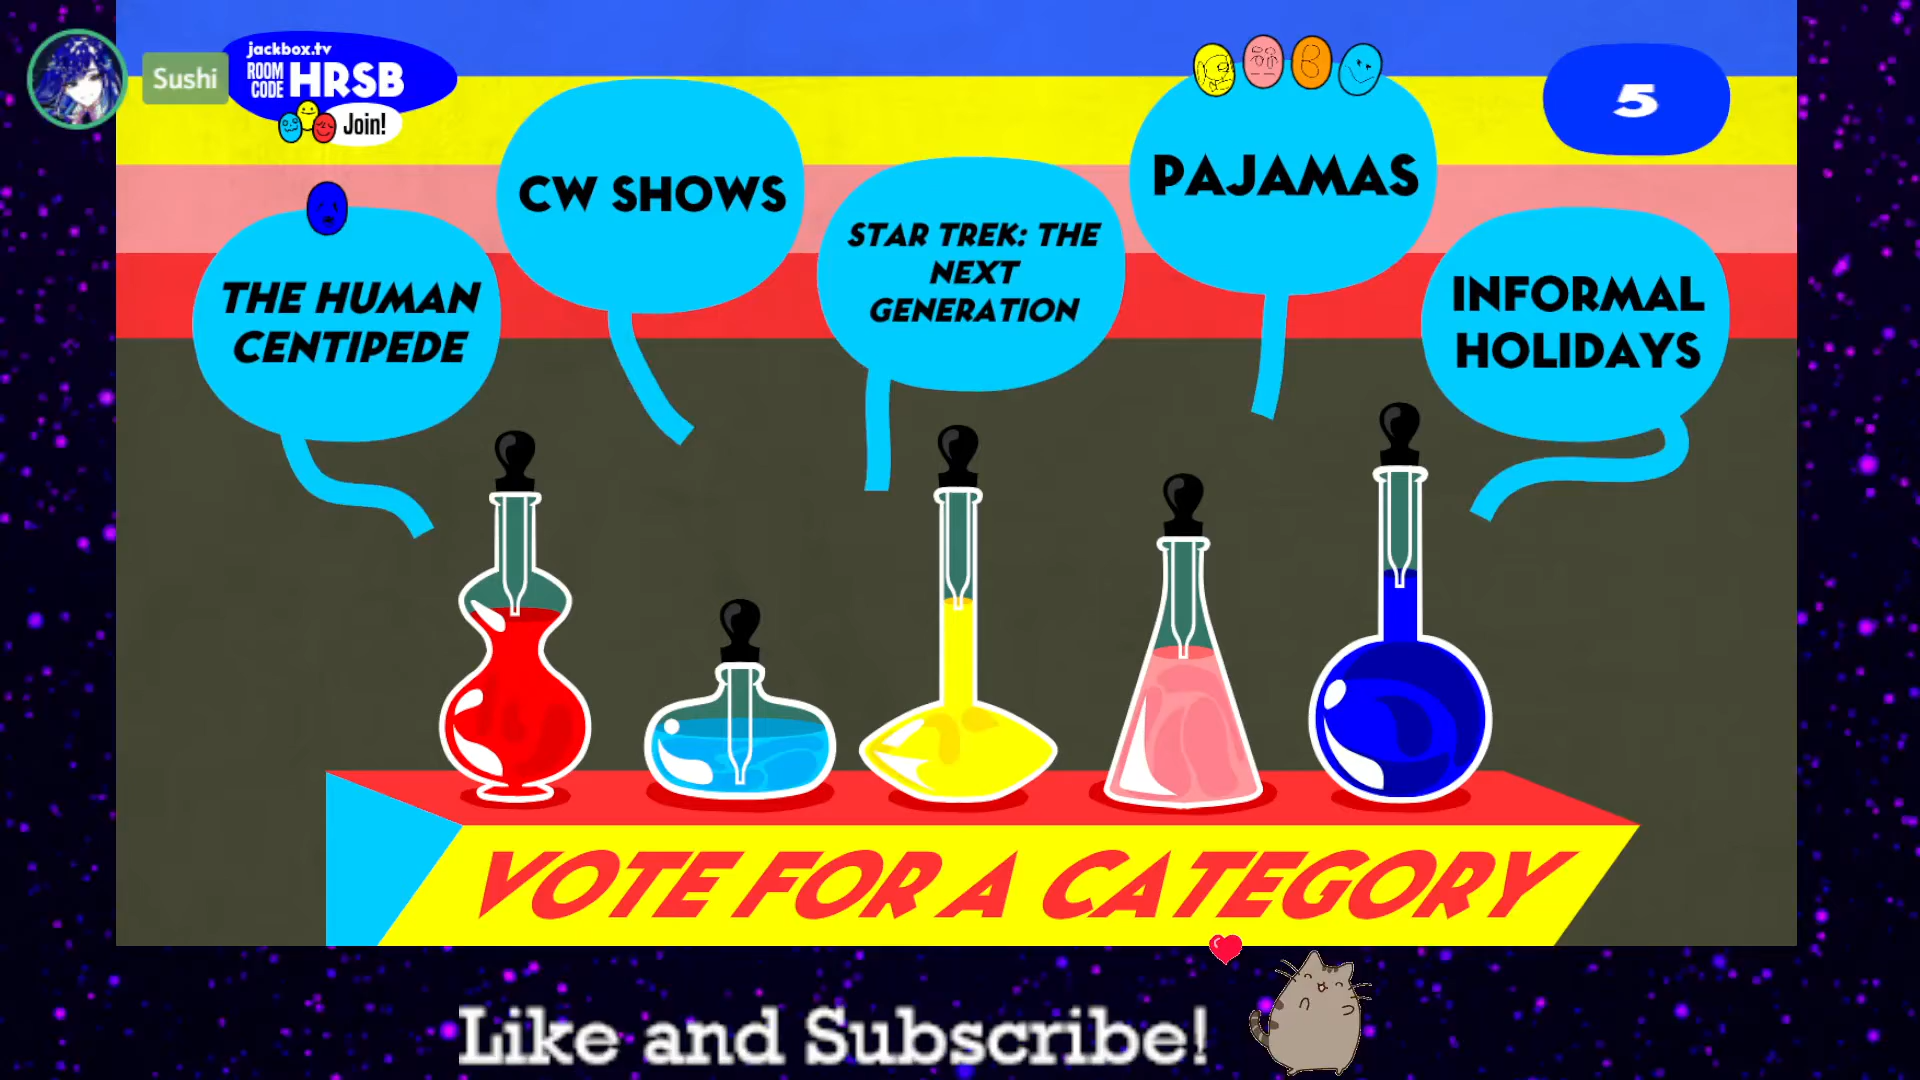 Sushi
jackbox.tv
ROOM CODE HRSB
Join!
5
THE HUMAN
CENTIPEDE
CW SHOWS
STAR TREK: THE
NEXT
GENERATION
PAJAMAS
INFORMAL
HOLIDAYS
VOTE FOR A CATEGORY
Like and Subscribe!